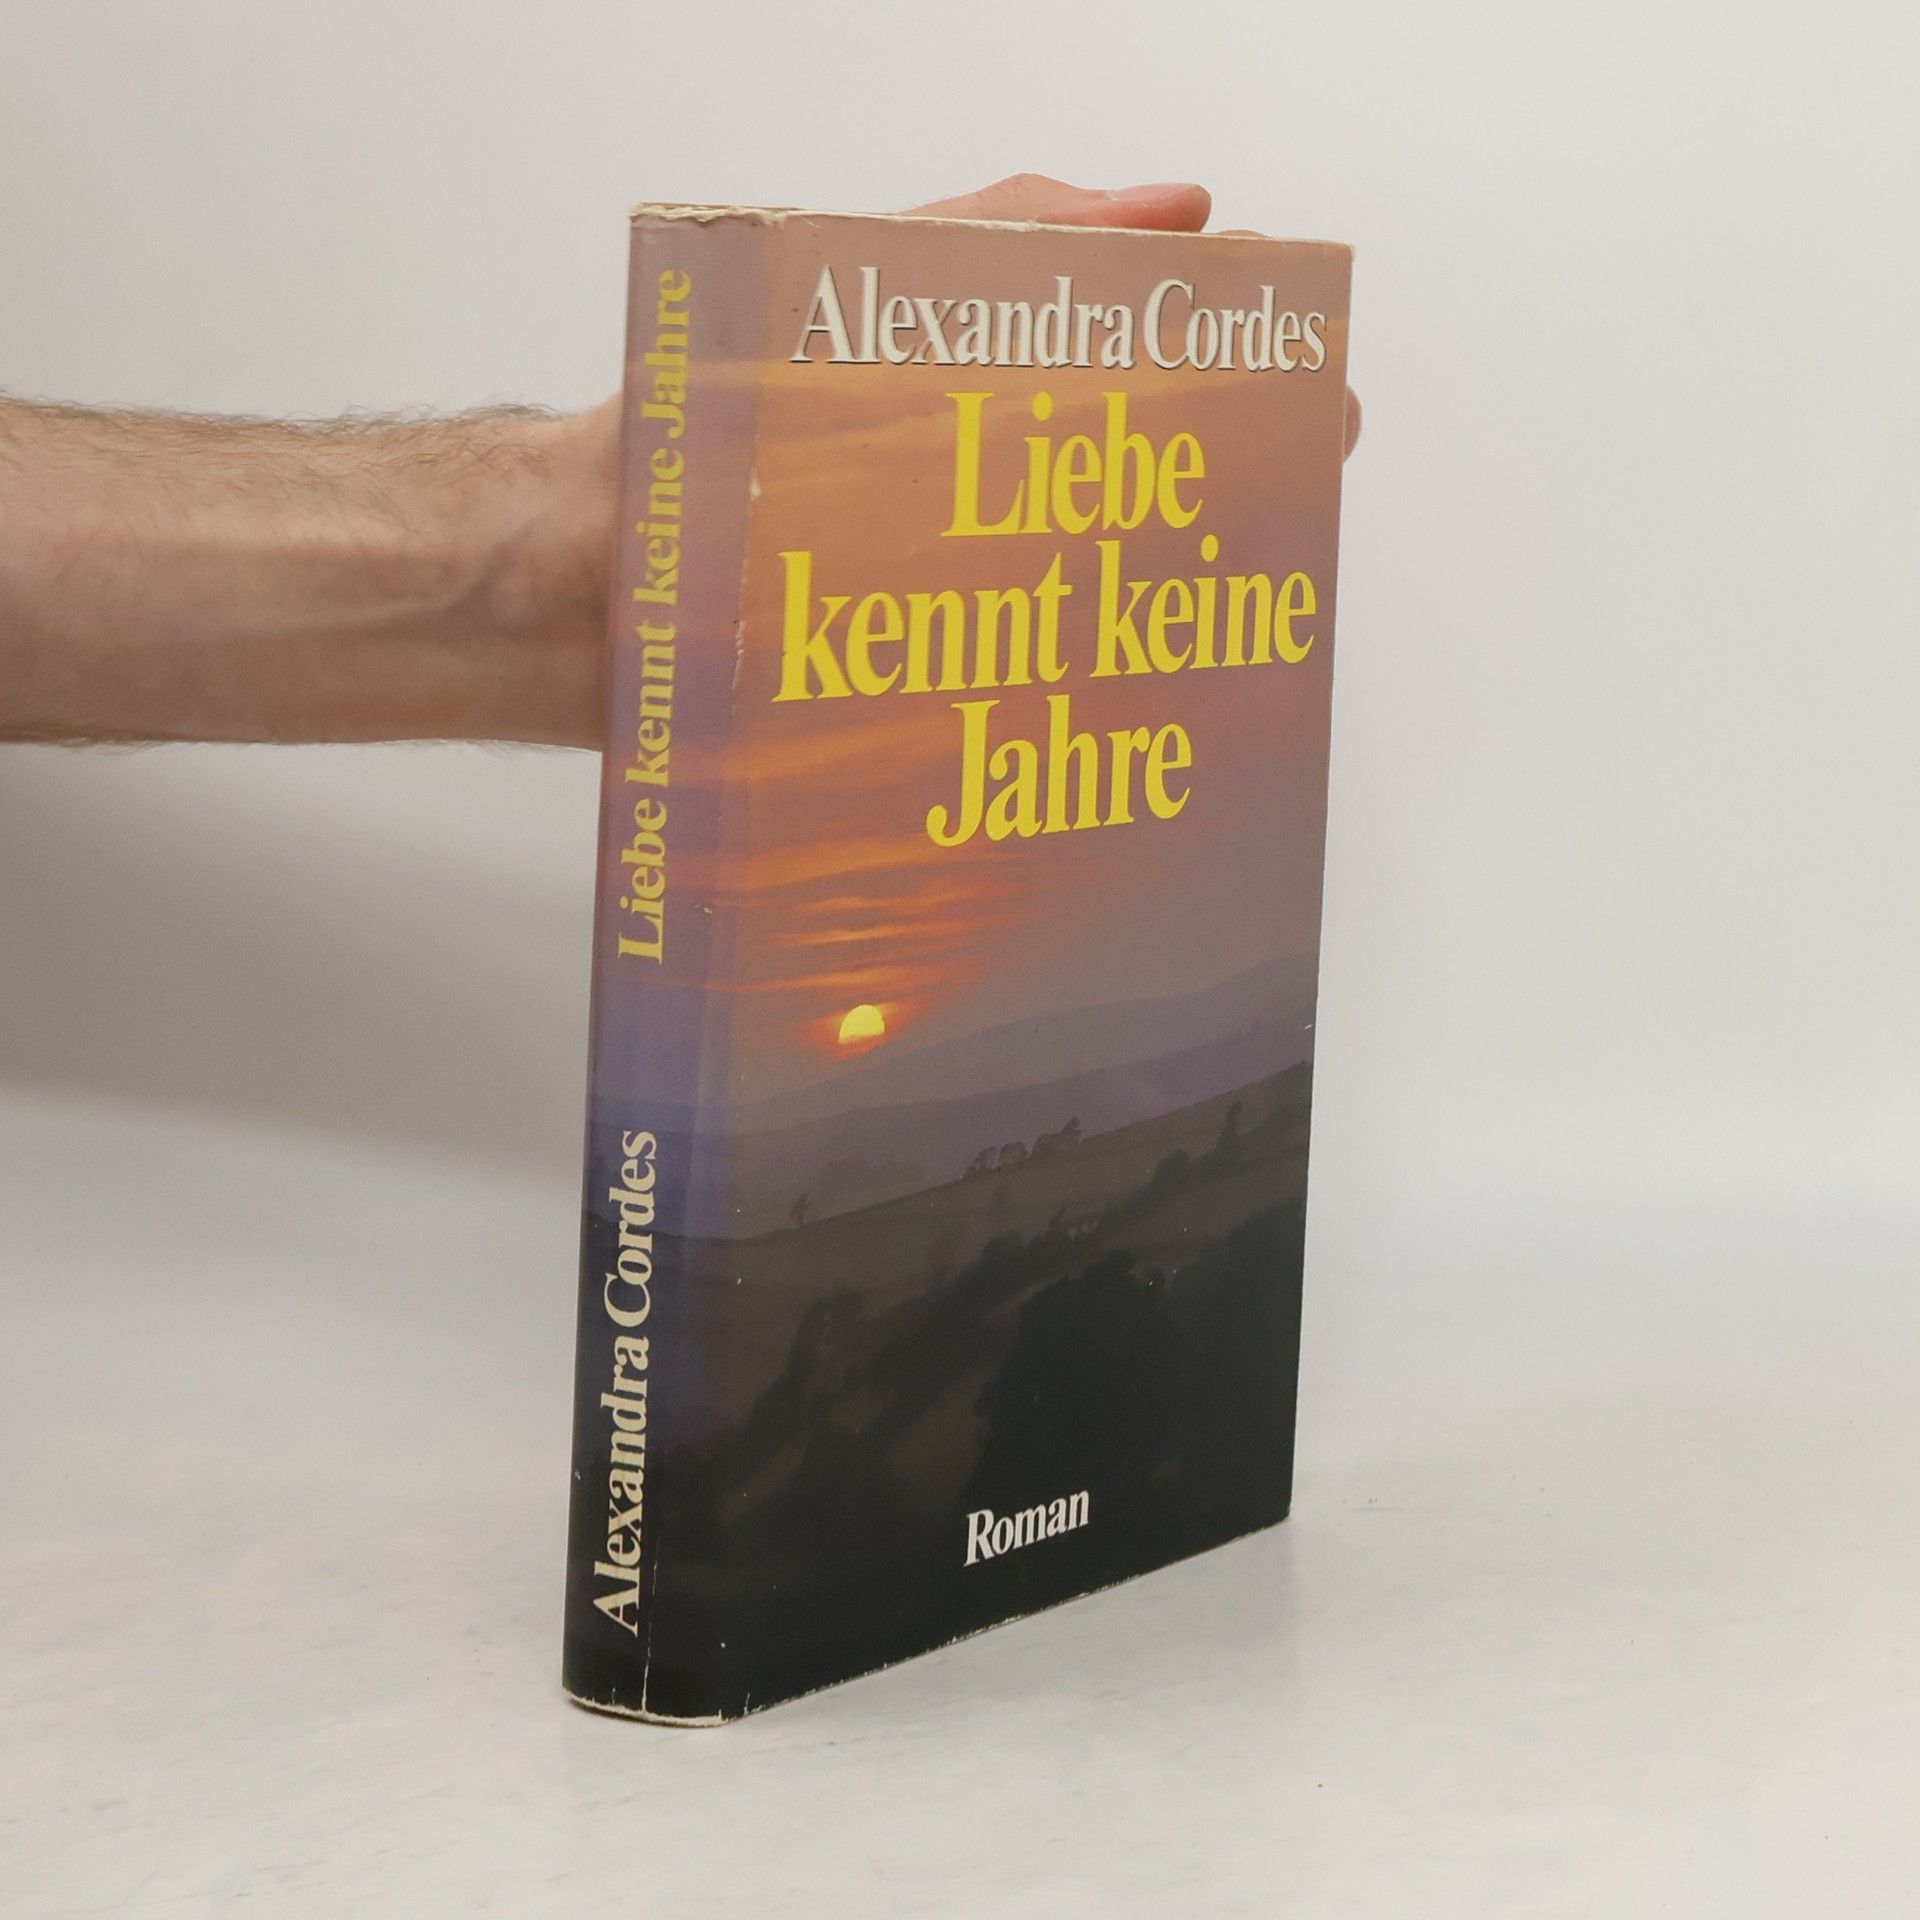 Alexandra Cordes
Liebe
kennt keine
Jahre
Roman
Alexandra Cordes Liebe kennt keine Jahre